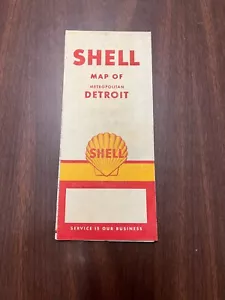 SHELL
MAP OF
METROPOLITAN
DETROIT
SHELL
SERVICE IS OUR BUSINESS